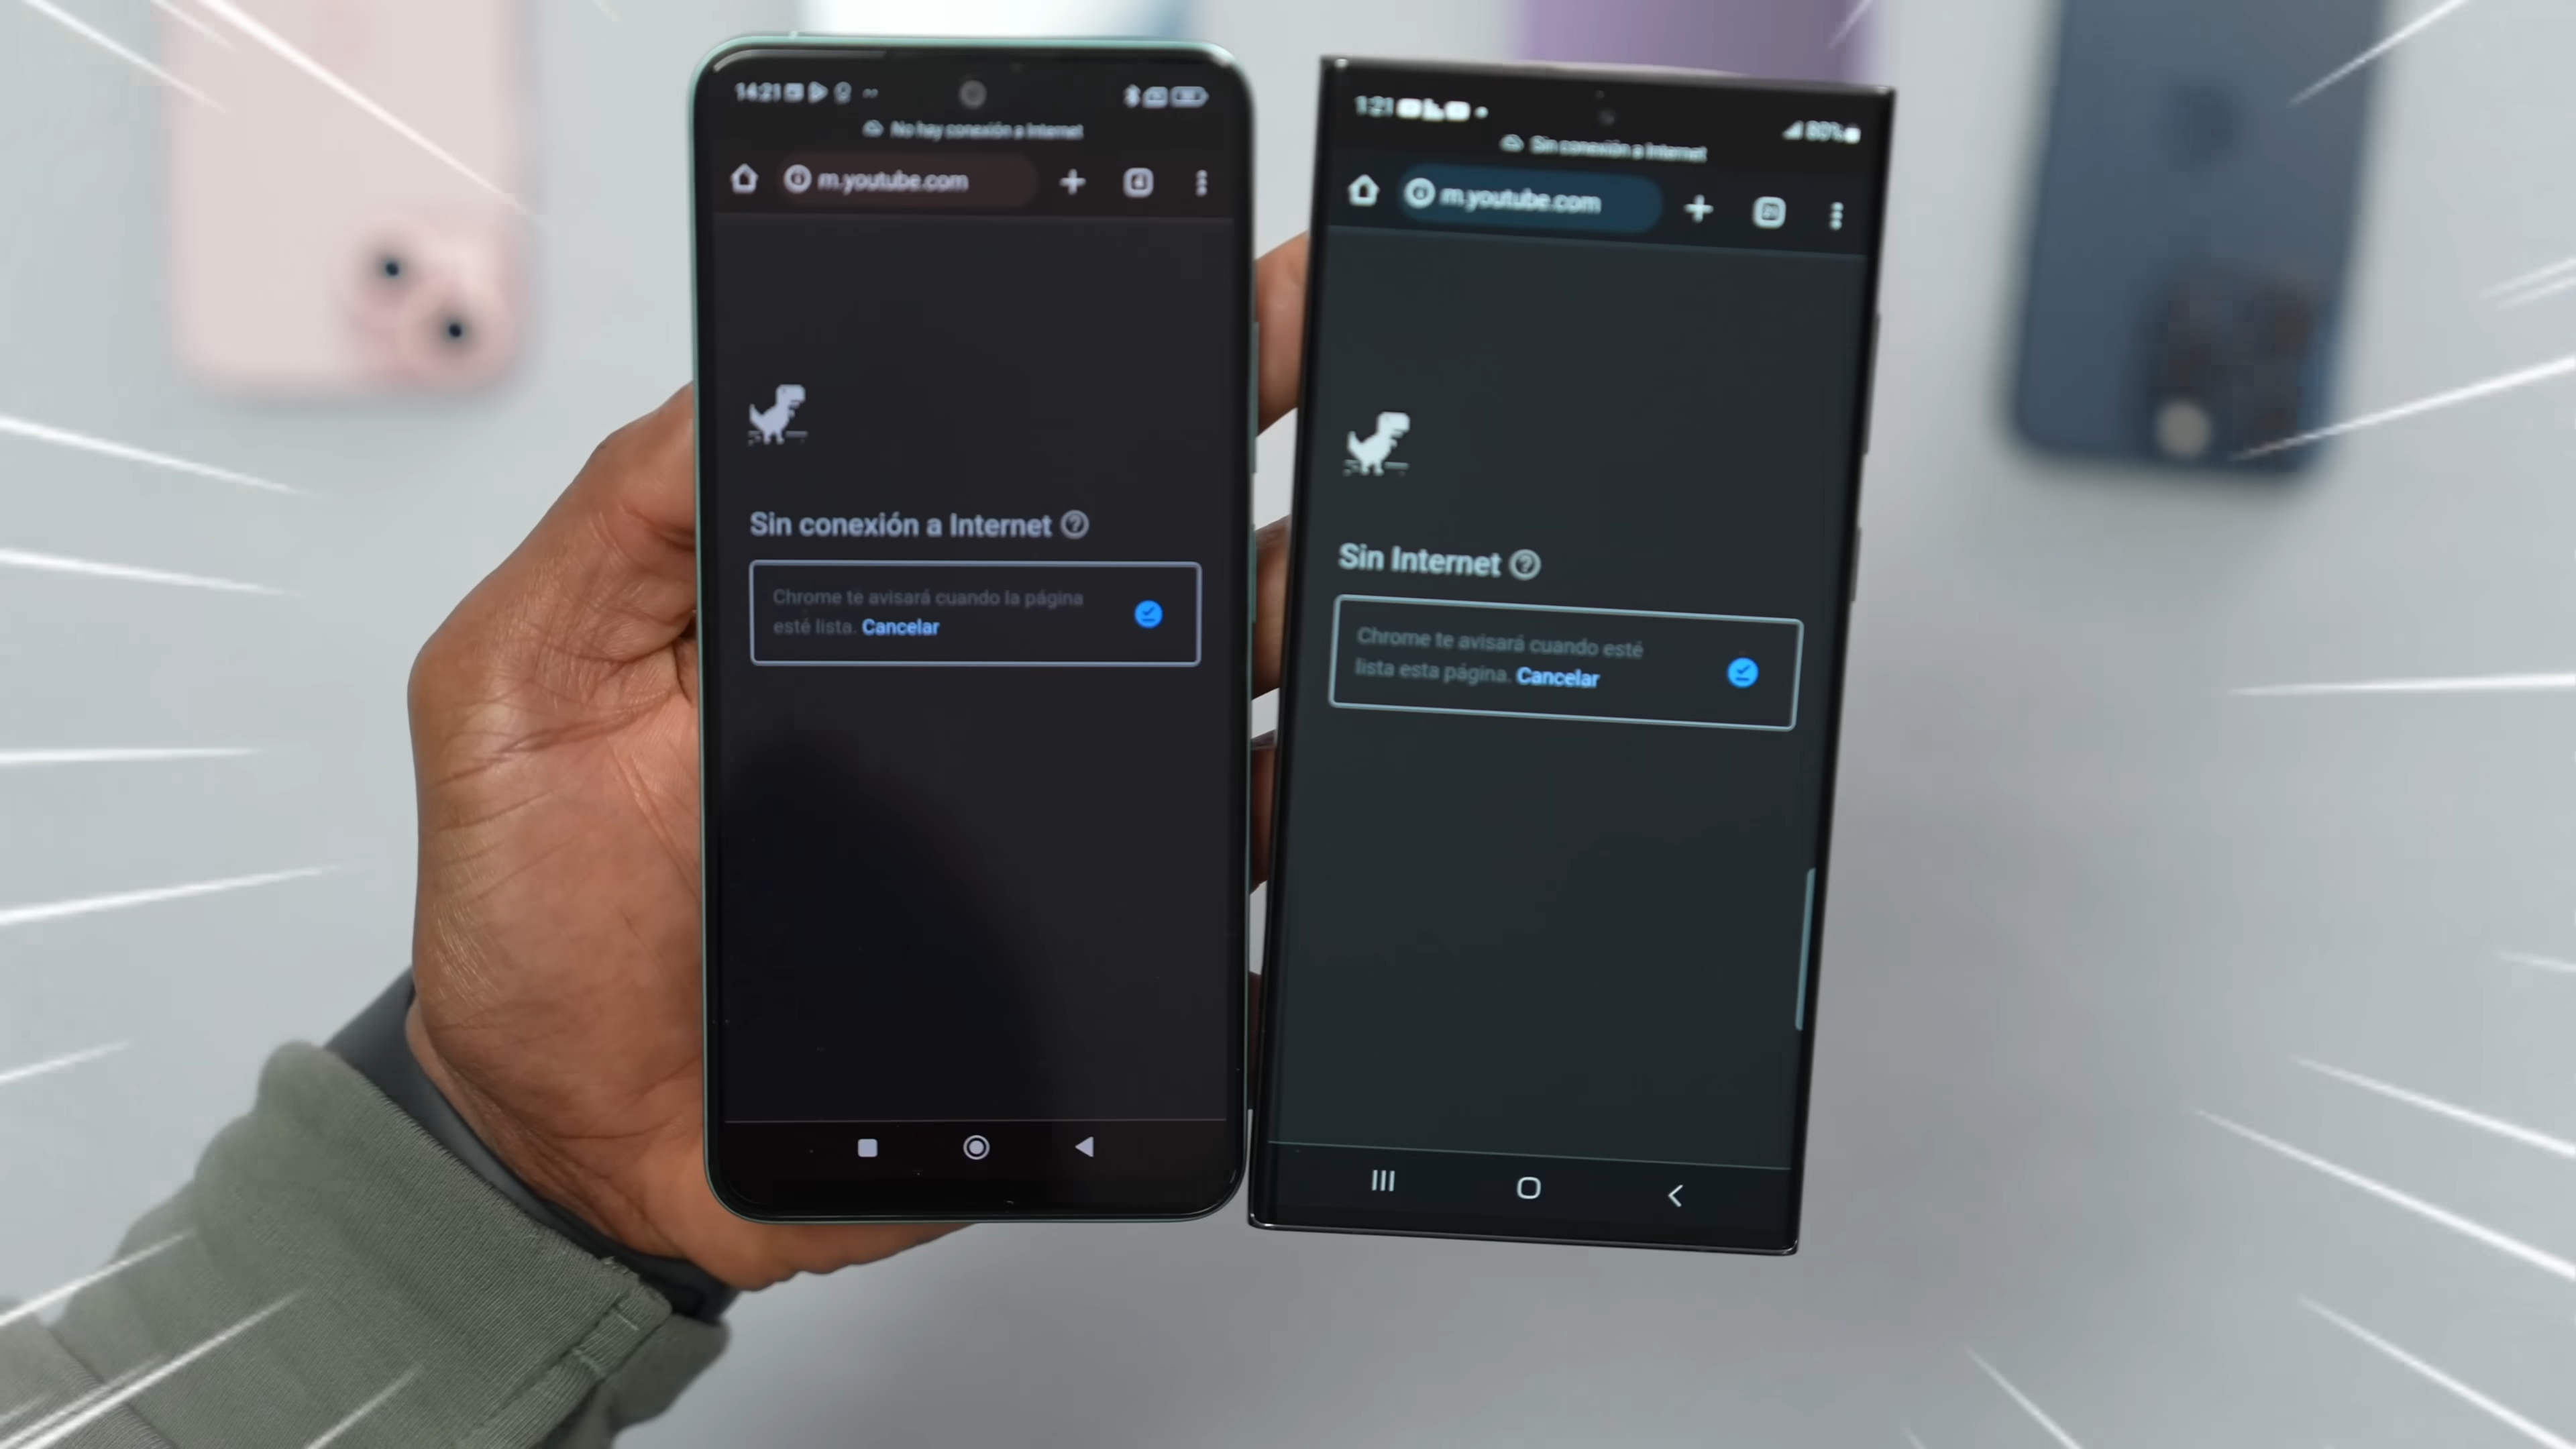 14:21
No hay conexión a Internet
m.youtube.com
Sin conexión a Internet
Chrome te avisará cuando la página
esté lista. Cancelar
1:21
80%
Sin conexión a Internet
m.youtube.com
Sin Internet
Chrome te avisará cuando esté
lista esta página. Cancelar